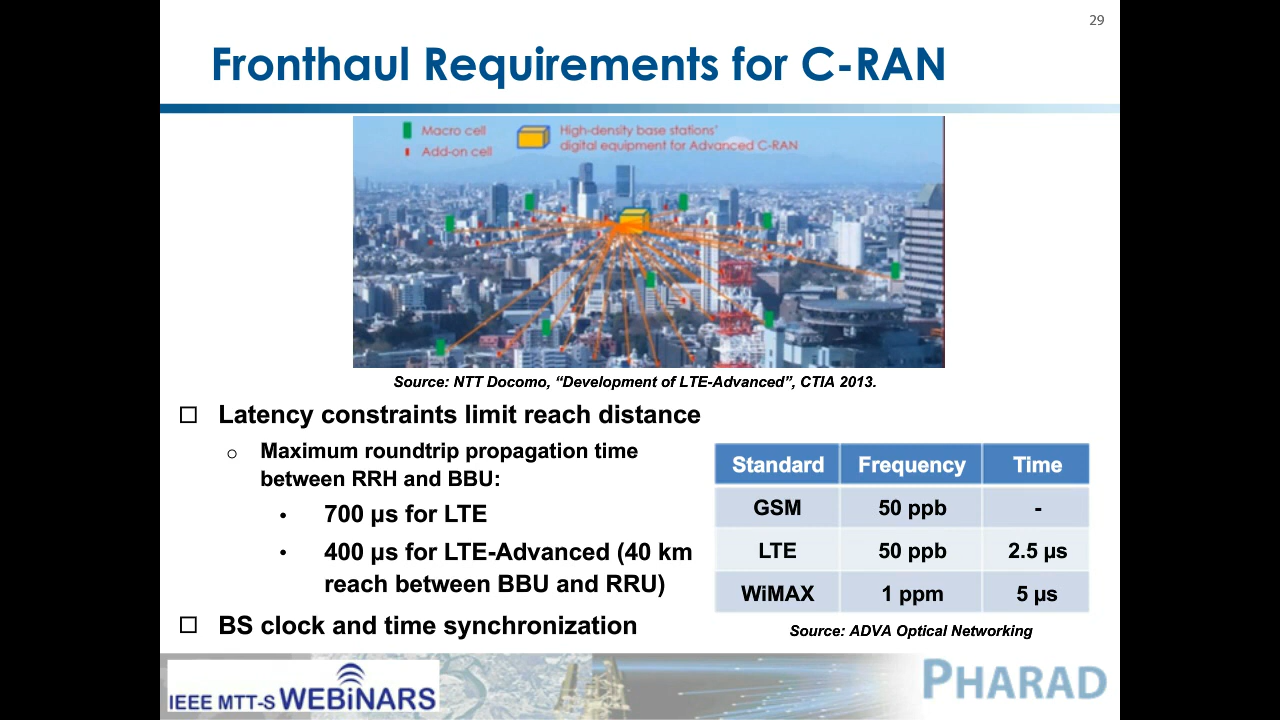 29
Fronthaul Requirements for C-RAN
Macro cell
Add-on cell
High-density base stations'
digital equipment for Advanced C-RAN
Source: NTT Docomo, “Development of LTE-Advanced”, CTIA 2013.
Latency constraints limit reach distance
Maximum roundtrip propagation time
between RRH and BBU:
700 µs for LTE
400 µs for LTE-Advanced (40 km
reach between BBU and RRU)
BS clock and time synchronization
Standard Frequency Time
GSM 50 ppb -
LTE 50 ppb 2.5 µs
WiMAX 1 ppm 5 µs
Source: ADVA Optical Networking
IEEE MTT-S WEBiNARS
PHARAD